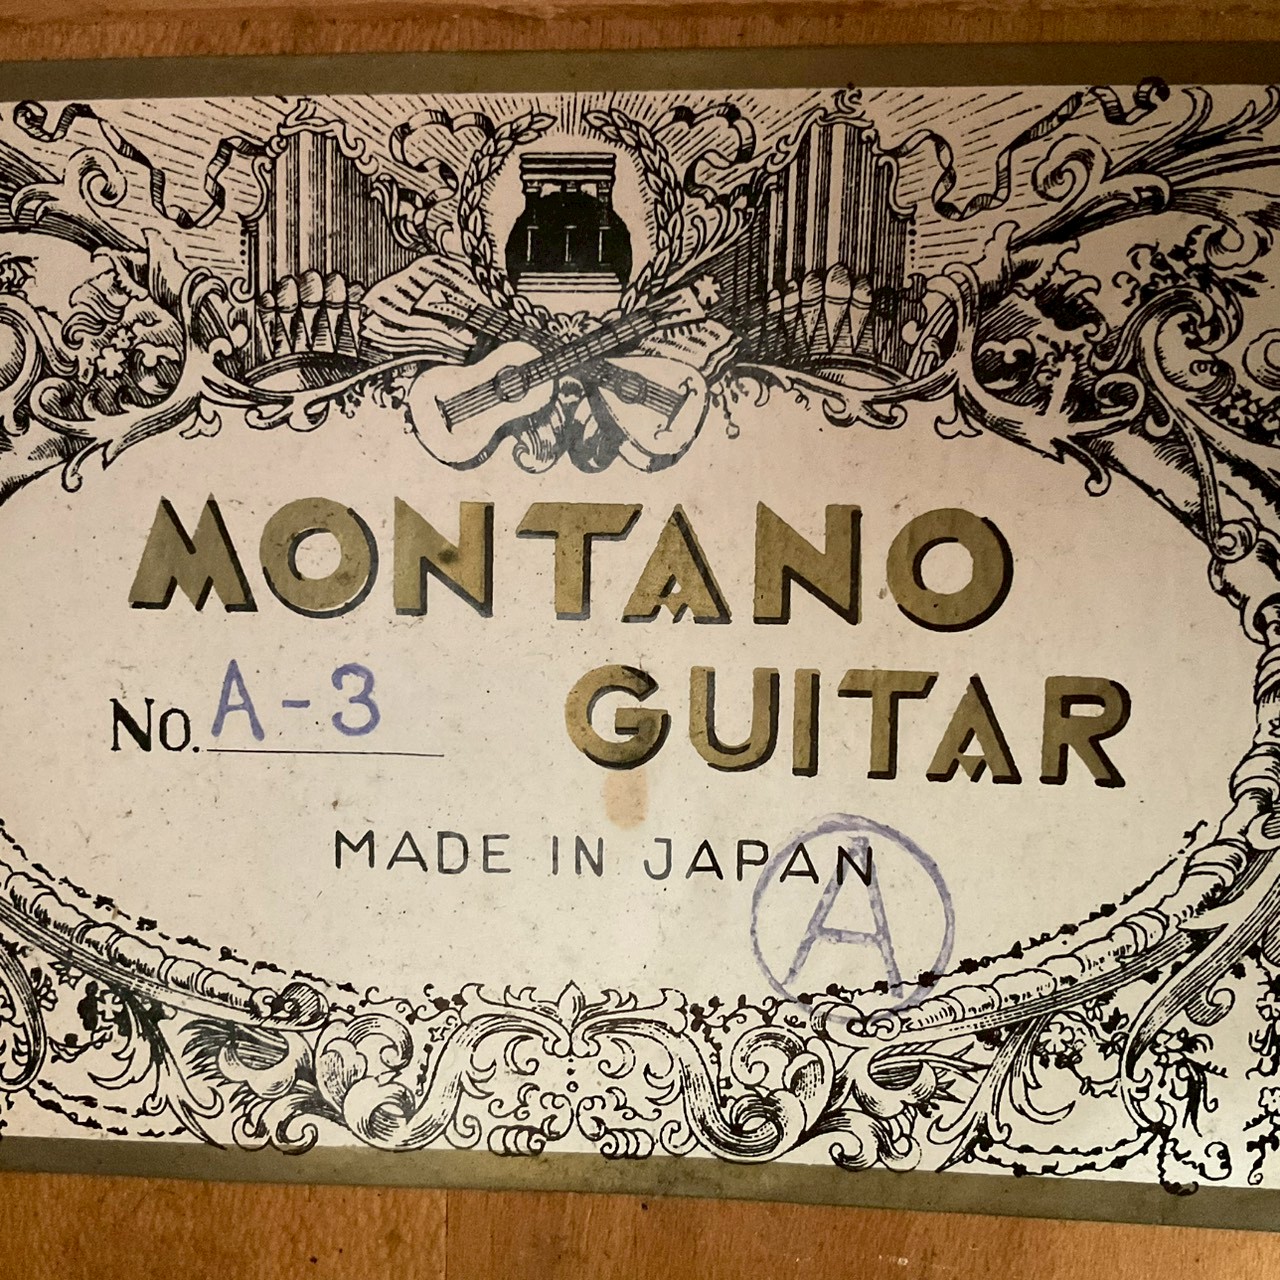 MONTANO
GUITAR
No. A-3
MADE IN JAPAN
A